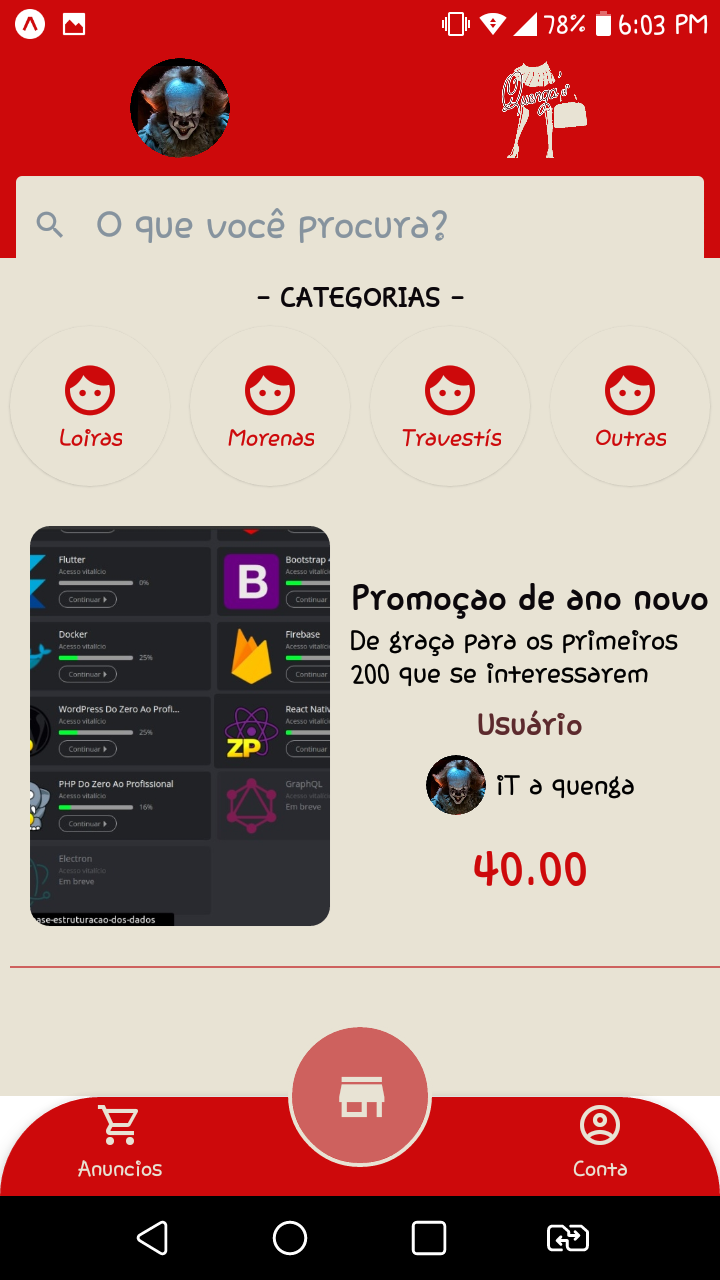 78% 6:03 PM
Quenga
O que você procura?
- CATEGORIAS -
Loiras
Morenas
Travestís
Outras
Flutter
Acesso vitalício
0%
Continuar
Bootstrap 4
Acesso vitalício
Continuar
Docker
Acesso vitalício
25%
Continuar
Firebase
Acesso vitalício
Continuar
WordPress Do Zero Ao Profi...
Acesso vitalício
25%
Continuar
React Nativ
Acesso vitalício
Continuar
ZP
PHP Do Zero Ao Profissional
Acesso vitalício
16%
Continuar
GraphQL
Acesso vitalício
Em breve
Electron
Acesso vitalício
Em breve
ase-estruturacao-dos-dados
Promoçao de ano novo
De graça para os primeiros
200 que se interessarem
Usuário
iT a quenga
40.00
Anuncios
Conta